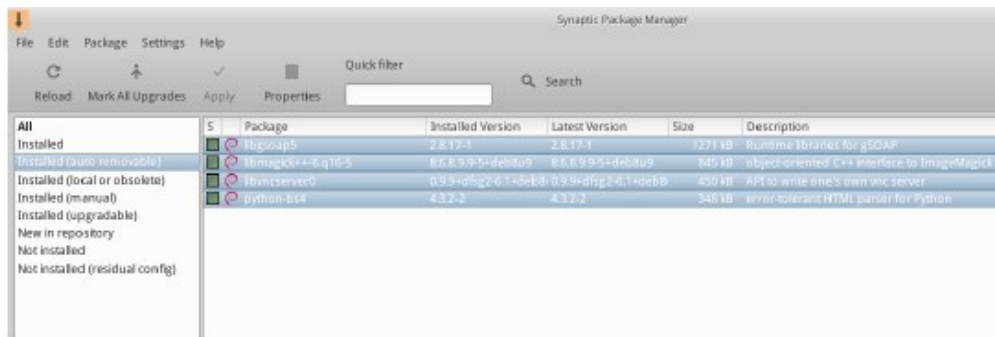 Synaptic Package Manager
File Edit Package Settings Help
Quick filter
Reload Mark All Upgrades Apply Properties Search
All S Package Installed Version Latest Version Size Description
Installed libgsoap5 2.8.17-1 2.8.17-1 1271 kB Runtime libraries for gSOAP
Installed (auto removable) libmagick++-6.q16-5 8:6.8.9.9-5+deb8u9 8:6.8.9.9-5+deb8u9 845 kB object-oriented C++ interface to ImageMagick
Installed (local or obsolete) libvncserver0 0.9.9+dfsg2-6.1+deb8 0.9.9+dfsg2-6.1+deb8 450 kB API to write one's own vnc server
Installed (manual) python-bs4 4.3.2-2 4.3.2-2 348 kB error-tolerant HTML parser for Python
Installed (upgradable)
New in repository
Not installed
Not installed (residual config)